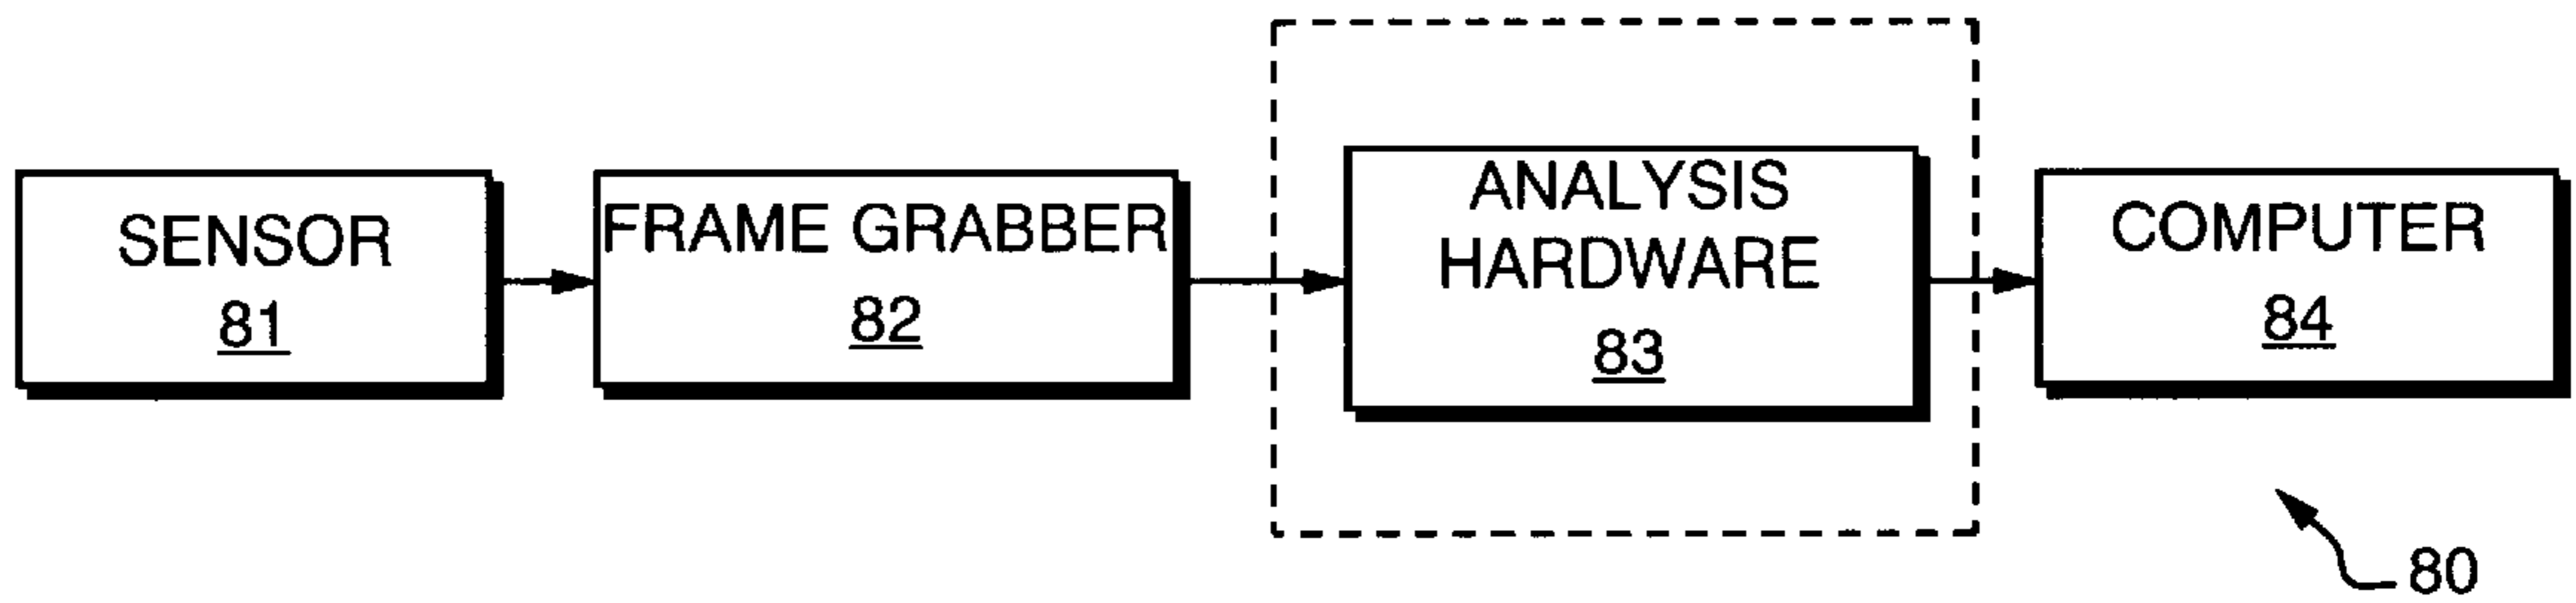 SENSOR
81
FRAME GRABBER
82
ANALYSIS
HARDWARE
83
COMPUTER
84
80